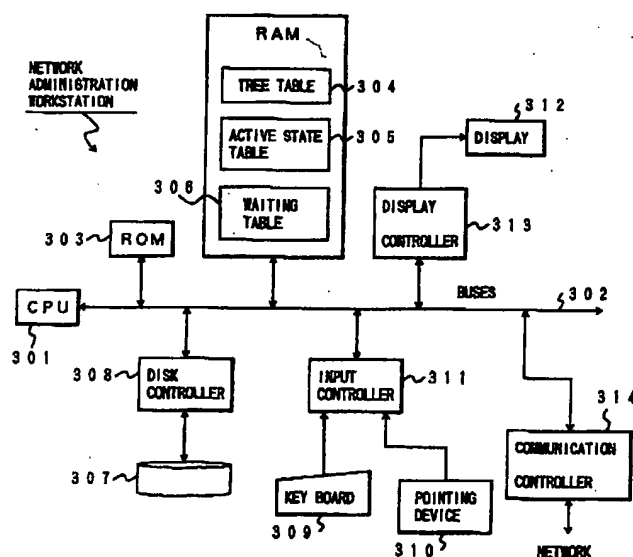 RAM
NETWORK
ADMINISTRATION
WORKSTATION
TREE TABLE
304
312
ACTIVE STATE
TABLE
305
DISPLAY
306
WAITING
TABLE
DISPLAY
CONTROLLER
313
303
ROM
CPU
BUSES
302
301
308
DISK
CONTROLLER
INPUT
CONTROLLER
311
314
COMMUNICATION
CONTROLLER
307
KEY BOARD
309
POINTING
DEVICE
310
NETWORK